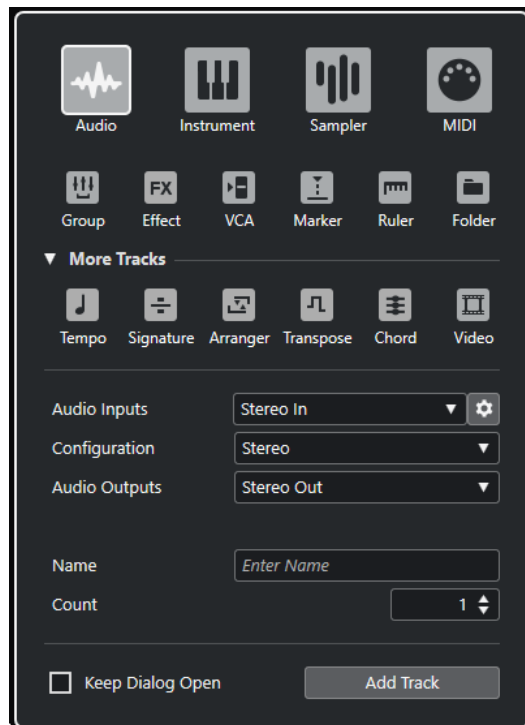 Audio Instrument Sampler MIDI
FX
Group Effect VCA Marker Ruler Folder
More Tracks
Tempo Signature Arranger Transpose Chord Video
Audio Inputs Stereo In
Configuration Stereo
Audio Outputs Stereo Out
Name Enter Name
Count 1
Keep Dialog Open Add Track